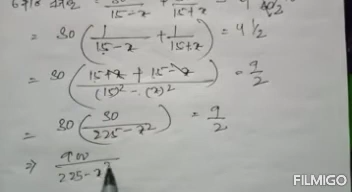 = 30 ( 1/15-x + 1/15+x ) = 4 1/2
= 30 ( 15+x + 15-x / (15)² - (x)² ) = 9/2
= 30 ( 30 / 225-x² ) = 9/2
⇒ 900 / 225-x²
FILMIGO